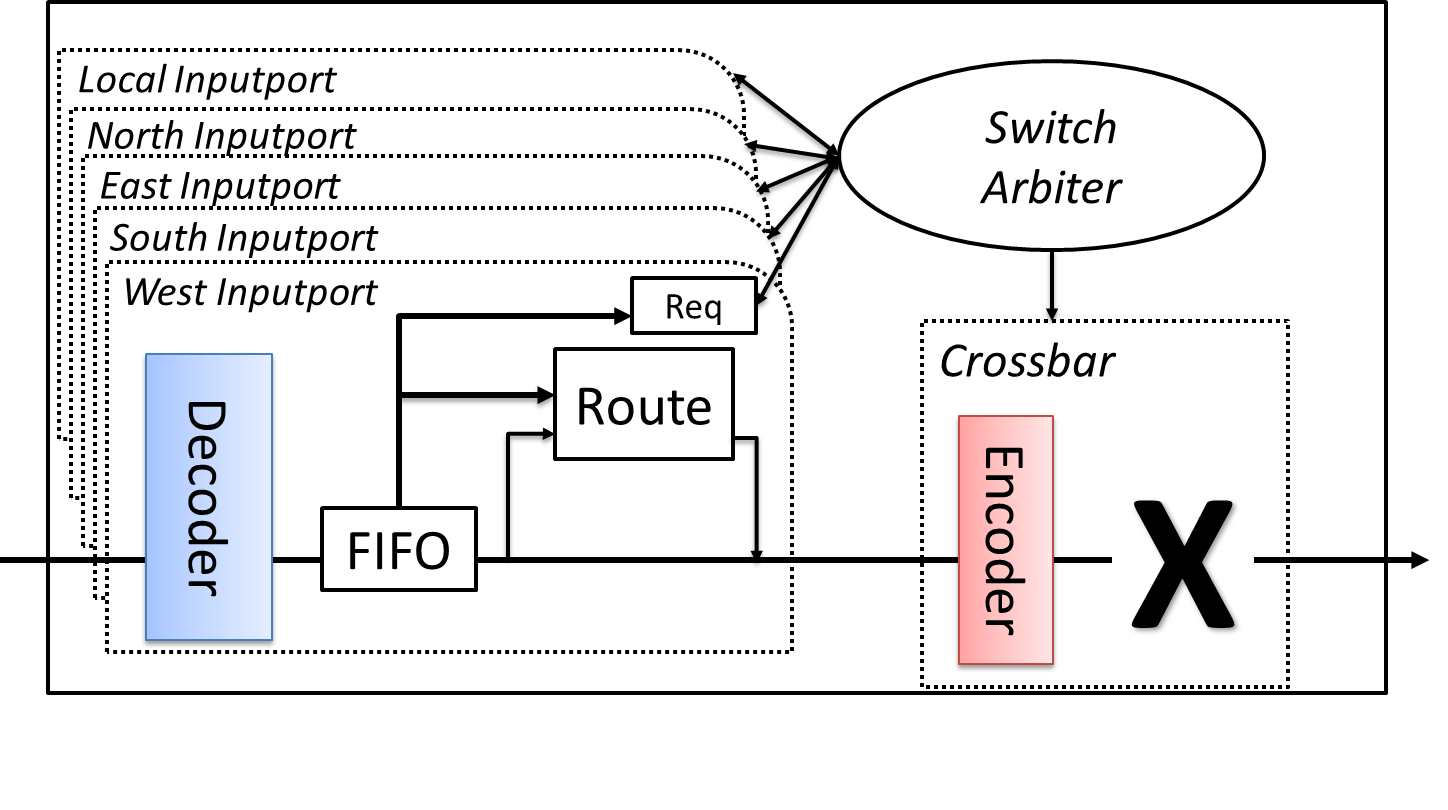 Local Inputport
North Inputport
East Inputport
South Inputport
West Inputport
Switch
Arbiter
Req
Route
Decoder
FIFO
Crossbar
Encoder
X